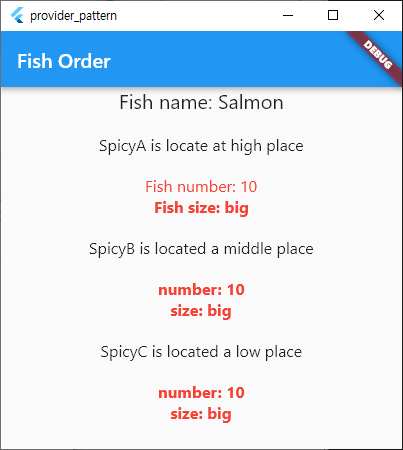 provider_pattern
Fish Order
DEBUG
Fish name: Salmon
SpicyA is locate at high place
Fish number: 10
Fish size: big
SpicyB is located a middle place
number: 10
size: big
SpicyC is located a low place
number: 10
size: big